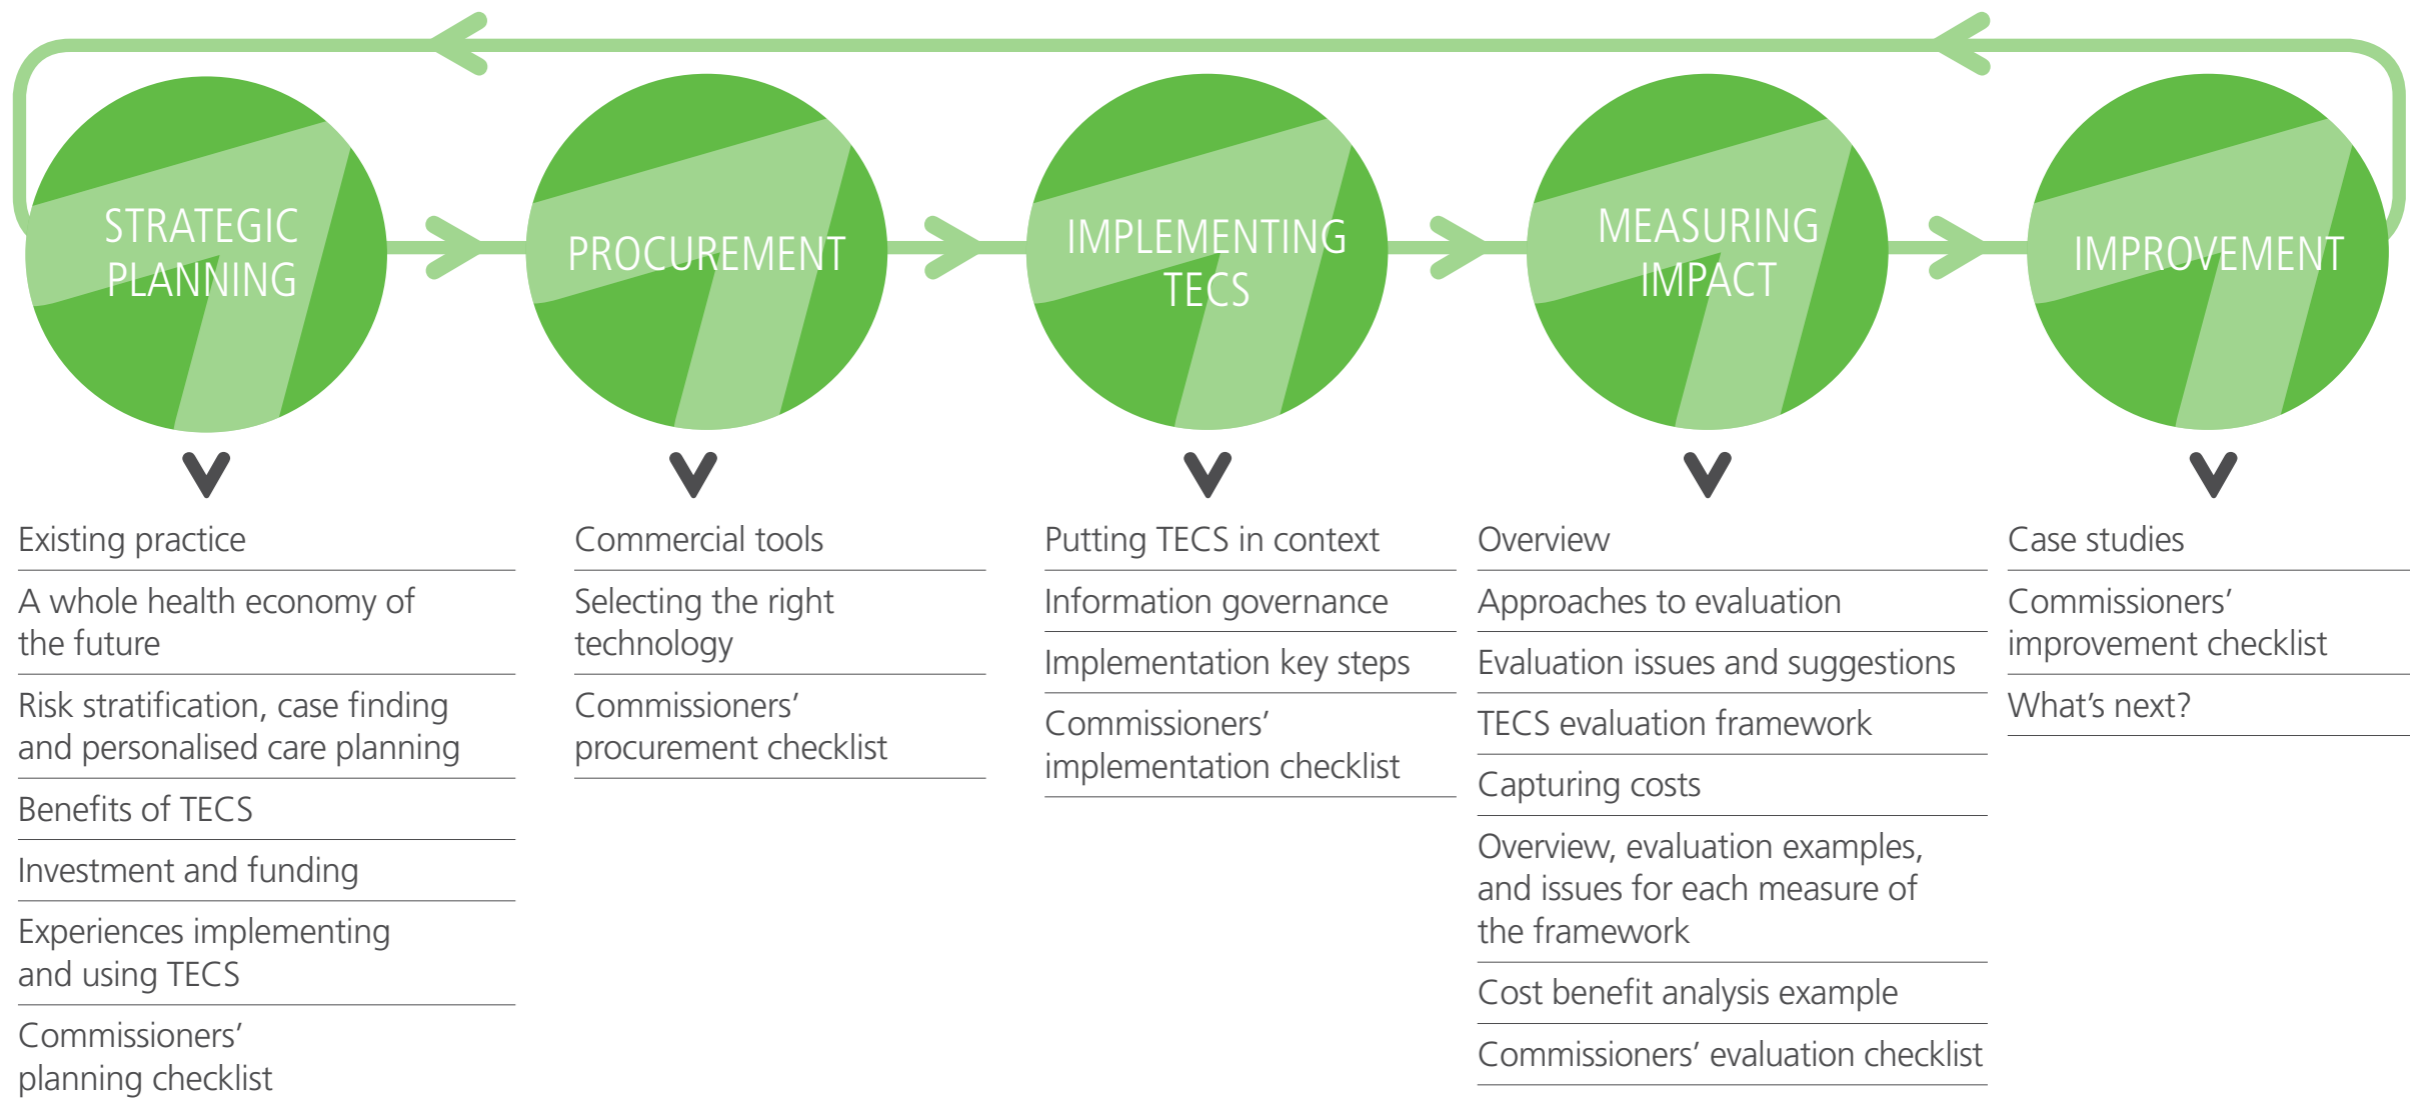 STRATEGIC
PLANNING
PROCUREMENT
IMPLEMENTING
TECS
MEASURING
IMPACT
IMPROVEMENT
Existing practice
A whole health economy of
the future
Risk stratification, case finding
and personalised care planning
Benefits of TECS
Investment and funding
Experiences implementing
and using TECS
Commissioners’
planning checklist
Commercial tools
Selecting the right
technology
Commissioners’
procurement checklist
Putting TECS in context
Information governance
Implementation key steps
Commissioners’
implementation checklist
Overview
Approaches to evaluation
Evaluation issues and suggestions
TECS evaluation framework
Capturing costs
Overview, evaluation examples,
and issues for each measure of
the framework
Cost benefit analysis example
Commissioners’ evaluation checklist
Case studies
Commissioners’
improvement checklist
What’s next?